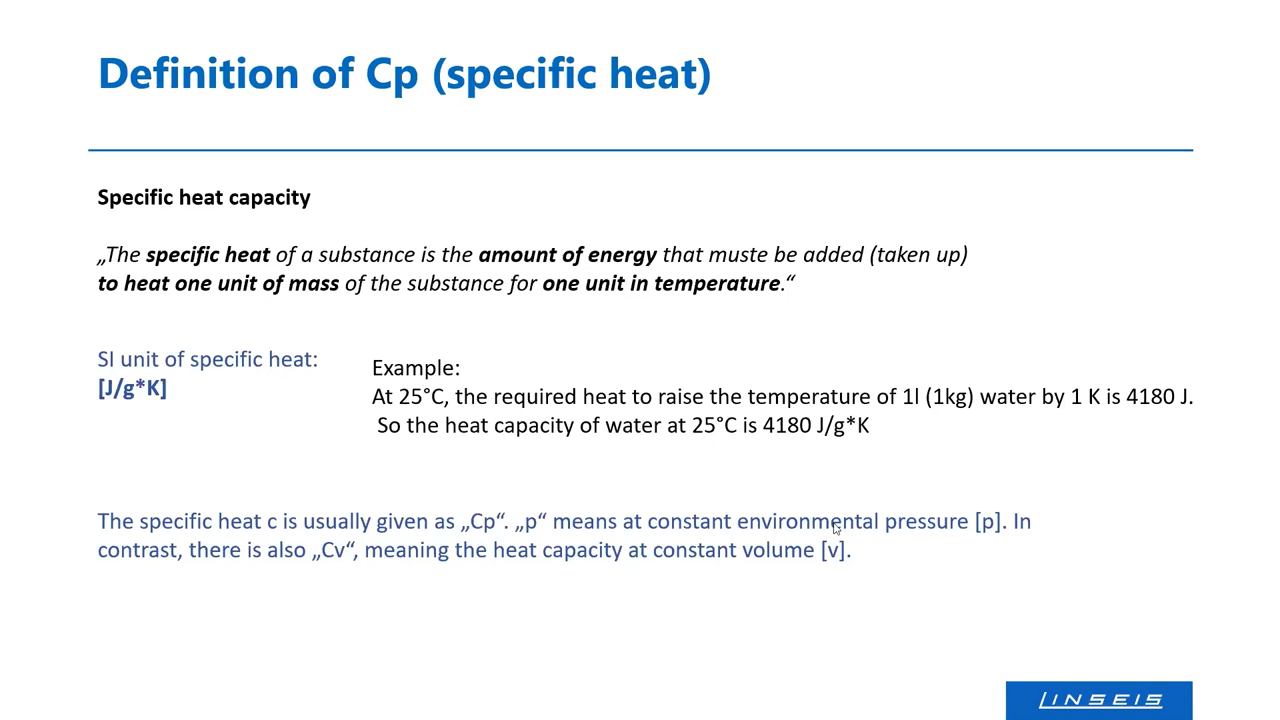 Definition of Cp (specific heat)
Specific heat capacity
„The specific heat of a substance is the amount of energy that muste be added (taken up)
to heat one unit of mass of the substance for one unit in temperature.“
SI unit of specific heat:
[J/g*K]
Example:
At 25°C, the required heat to raise the temperature of 1l (1kg) water by 1 K is 4180 J.
So the heat capacity of water at 25°C is 4180 J/g*K
The specific heat c is usually given as „Cp“. „p“ means at constant environmental pressure [p]. In
contrast, there is also „Cv“, meaning the heat capacity at constant volume [v].
LINSEIS